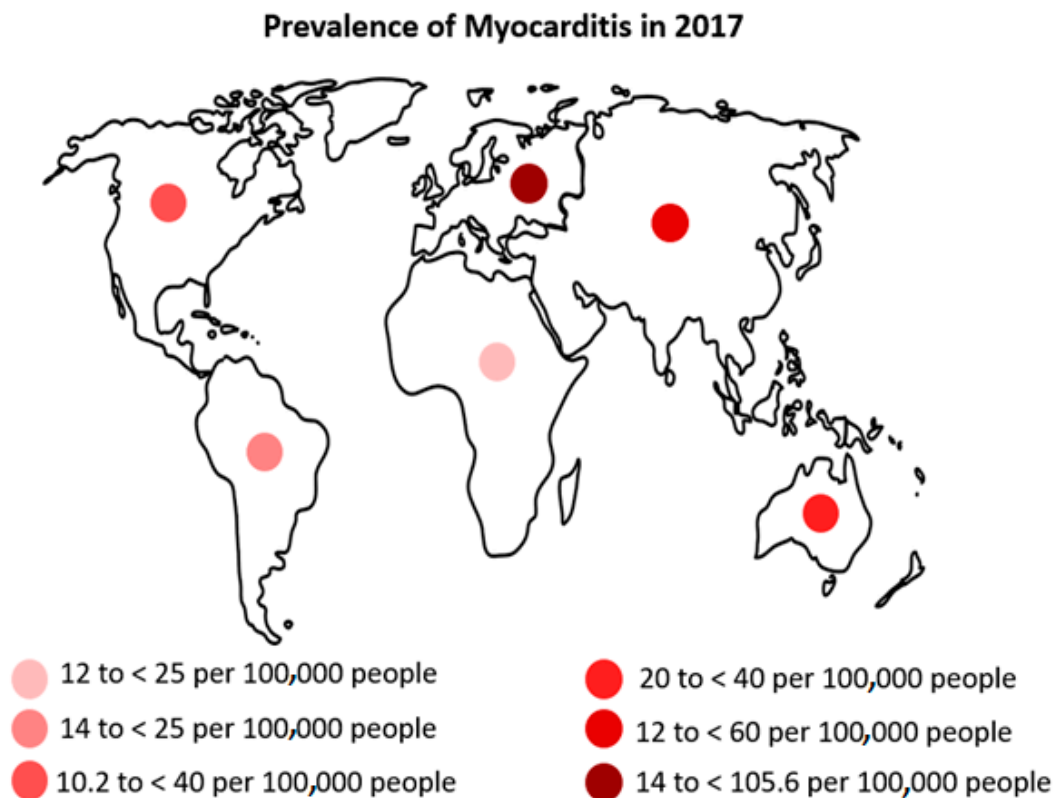 Prevalence of Myocarditis in 2017
12 to < 25 per 100,000 people
14 to < 25 per 100,000 people
10.2 to < 40 per 100,000 people
20 to < 40 per 100,000 people
12 to < 60 per 100,000 people
14 to < 105.6 per 100,000 people